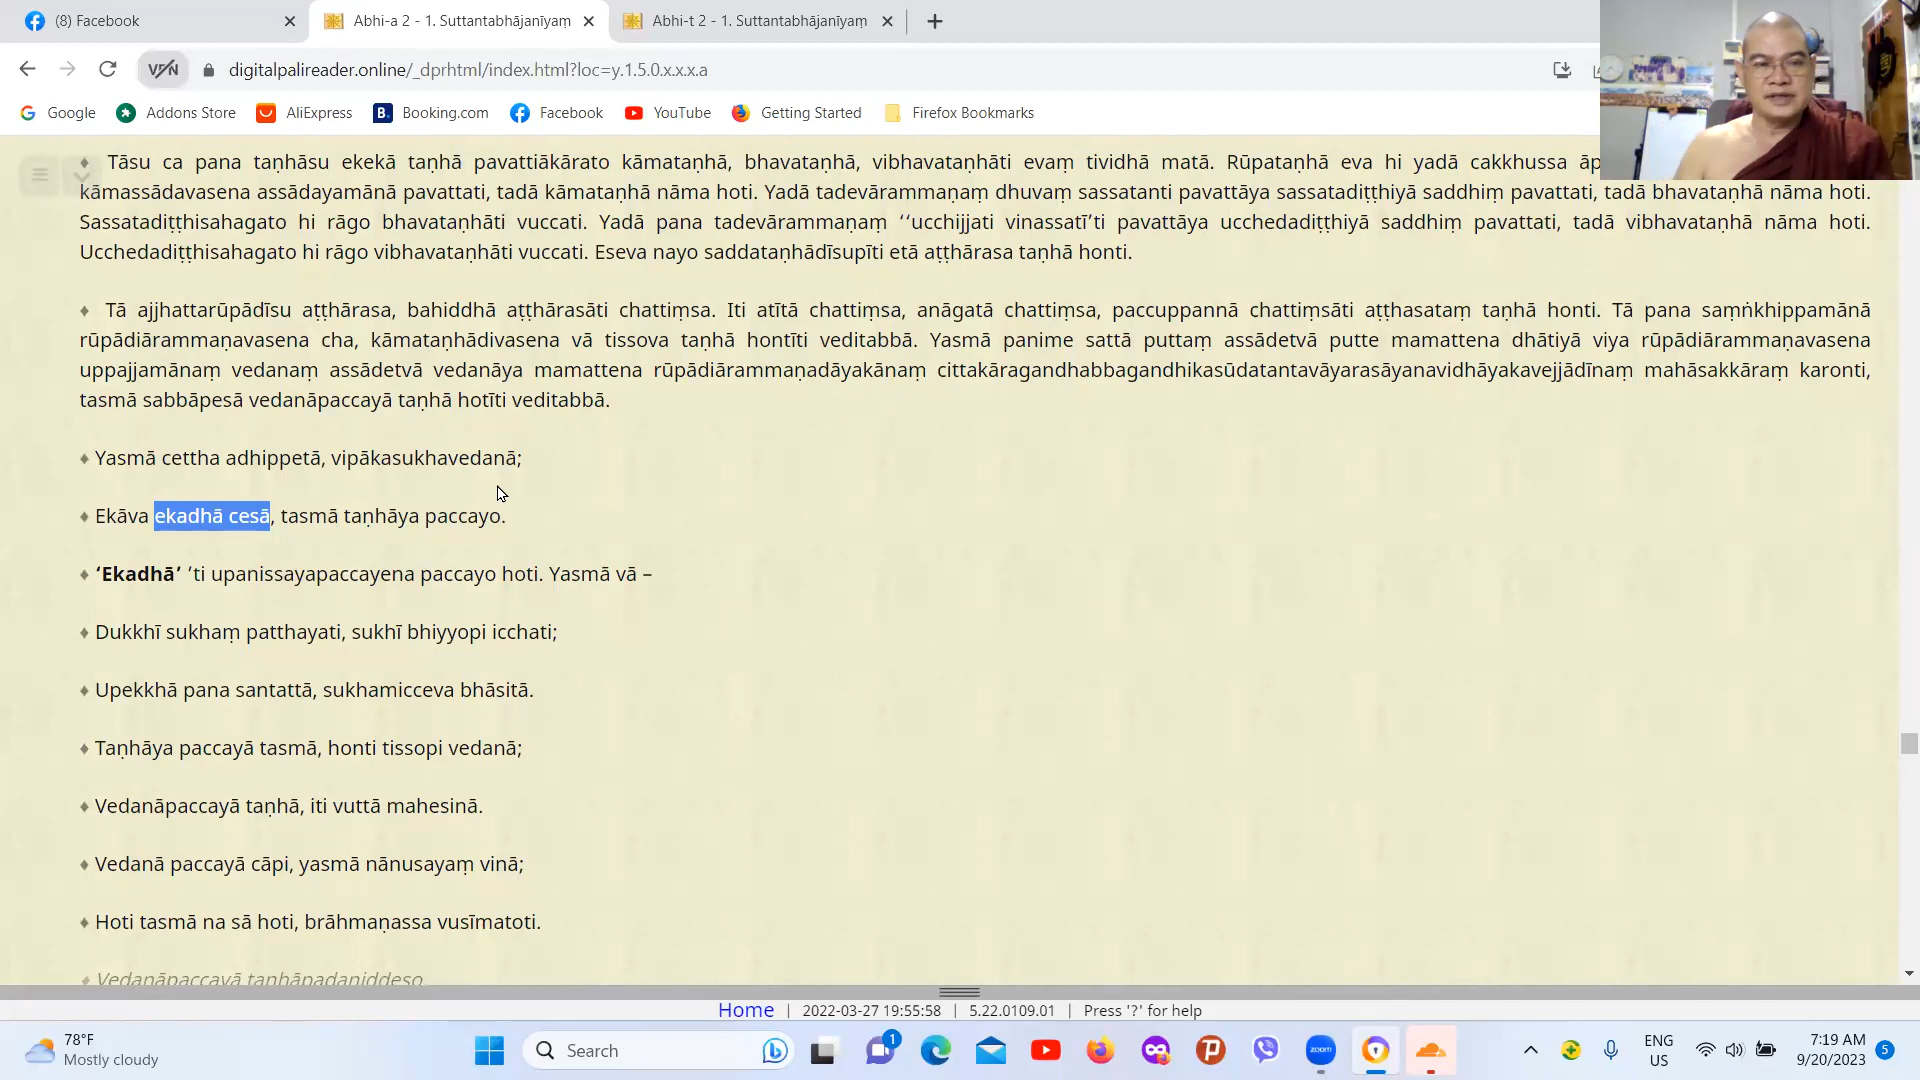 (8) Facebook
Abhi-a 2 - 1. Suttantabhājanīyaṃ
Abhi-t 2 - 1. Suttantabhājanīyaṃ
VPN
digitalpalireader.online/_dprhtml/index.html?loc=y.1.5.0.x.x.x.a
Google
Addons Store
AliExpress
B.
Booking.com
Facebook
YouTube
Getting Started
Firefox Bookmarks
♦ Tāsu ca pana taṇhāsu ekekā taṇhā pavattiākārato kāmataṇhā, bhavataṇhā, vibhavataṇhāti evaṃ tividhā matā. Rūpataṇhā eva hi yadā cakkhussa
kāmassādavasena assādayamānā pavattati, tadā kāmataṇhā nāma hoti. Yadā tadevārammaṇaṃ dhuvaṃ sassatanti pavattāya sassatadiṭṭhiyā saddhiṃ pavattati, tadā bhavataṇhā nāma hoti.
Sassatadiṭṭhisahagato hi rāgo bhavataṇhāti vuccati. Yadā pana tadevārammaṇaṃ ‘‘ucchijjati vinassatī’ti pavattāya ucchedadiṭṭhiyā saddhiṃ pavattati, tadā vibhavataṇhā nāma hoti.
Ucchedadiṭṭhisahagato hi rāgo vibhavataṇhāti vuccati. Eseva nayo saddataṇhādīsupīti etā aṭṭhārasa taṇhā honti.
♦ Tā ajjhattarūpādīsu aṭṭhārasa, bahiddhā aṭṭhārasāti chattiṃsa. Iti atītā chattiṃsa, anāgatā chattiṃsa, paccuppannā chattiṃsāti aṭṭhasataṃ taṇhā honti. Tā pana saṃṅkhippamānā
rūpādiārammaṇavasena cha, kāmataṇhādivasena vā tissova taṇhā hontīti veditabbā. Yasmā panime sattā puttaṃ assādetvā putte mamattena dhātiyā viya rūpādiārammaṇavasena
uppajjamānaṃ vedanaṃ assādetvā vedanāya mamattena rūpādiārammaṇadāyakānaṃ cittakāragandhabbagandhikasūdatantavāyarasāyanavidhāyakavejjādīnaṃ mahāsakkāraṃ karonti,
tasmā sabbāpesā vedanāpaccayā taṇhā hotīti veditabbā.
♦ Yasmā cettha adhippetā, vipākasukhavedanā;
♦ Ekāva ekadhā cesā, tasmā taṇhāya paccayo.
♦ ‘Ekadhā’ ’ti upanissayapaccayena paccayo hoti. Yasmā vā –
♦ Dukkhī sukhaṃ patthayati, sukhī bhiyyopi icchati;
♦ Upekkhā pana santattā, sukhamicceva bhāsitā.
♦ Taṇhāya paccayā tasmā, honti tissopi vedanā;
♦ Vedanāpaccayā taṇhā, iti vuttā mahesinā.
♦ Vedanā paccayā cāpi, yasmā nānusayaṃ vinā;
♦ Hoti tasmā na sā hoti, brāhmaṇassa vusīmatoti.
♦ Vedanāpaccayā taṇhāpadaniddeso
Home | 2022-03-27 19:55:58 | 5.22.0109.01 | Press '?' for help
78°F
Mostly cloudy
Search
1
zoom
ENG
US
7:19 AM
9/20/2023
5